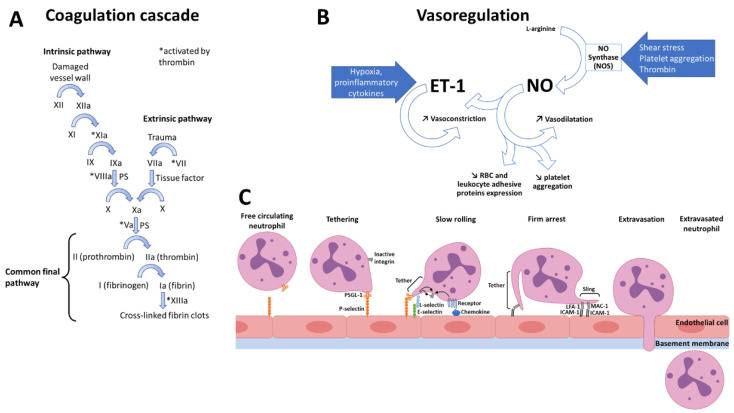 A
Coagulation cascade
Intrinsic pathway
*activated by
thrombin
Damaged
vessel wall
XII XIIa
XI *XIa
Extrinsic pathway
Trauma
IX IXa VIIa *VII
*VIIIa PS Tissue factor
X Xa X
*Va PS
II (prothrombin) IIa (thrombin)
Common final
pathway
I (fibrinogen) Ia (fibrin)
*XIIIa
Cross-linked fibrin clots
B
Vasoregulation
L-arginine
NO
Synthase
(NOS)
Shear stress
Platelet aggregation
Thrombin
Hypoxia,
proinflammatory
cytokines
ET-1
NO
↗ Vasoconstriction
↗ Vasodilatation
↘ RBC and
leukocyte adhesive
proteins expression
↘ platelet
aggregation
C
Free circulating
neutrophil
Tethering
Slow rolling
Firm arrest
Extravasation
Extravasated
neutrophil
Inactive
integrin
PSGL-1
P-selectin
Tether
L-selectin
E-selectin
Receptor
Chemokine
Tether
Sling
LFA-1 MAC-1
ICAM-1 ICAM-1
Endothelial cell
Basement membrane